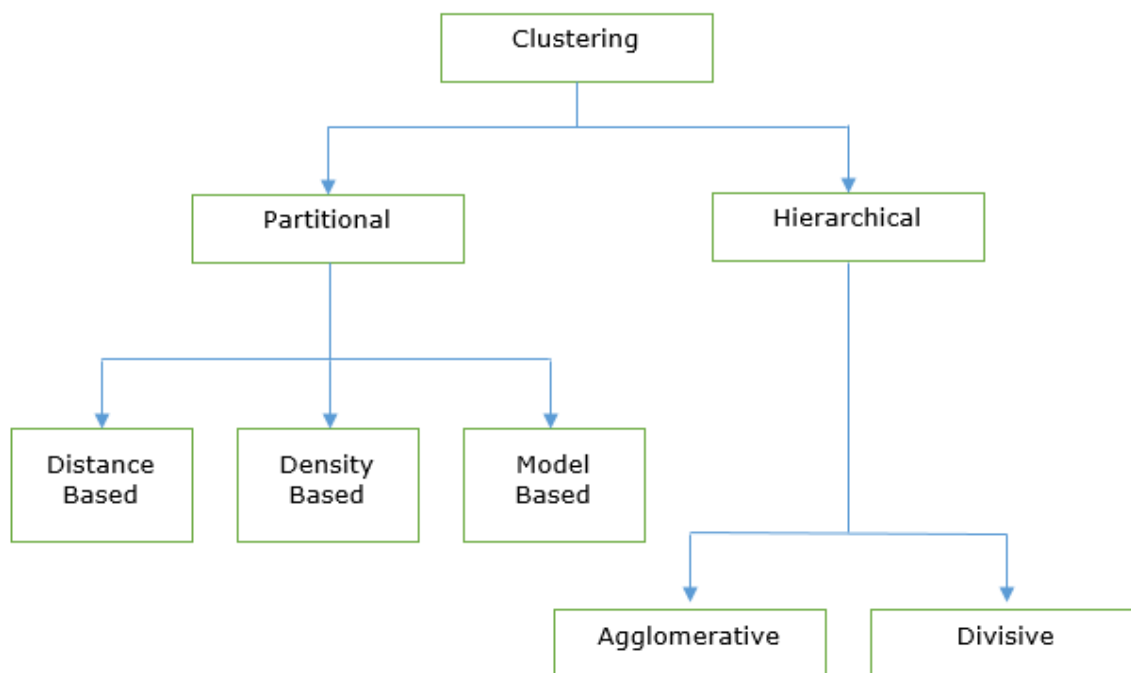 Clustering
Partitional
Hierarchical
Distance
Based
Density
Based
Model
Based
Agglomerative
Divisive